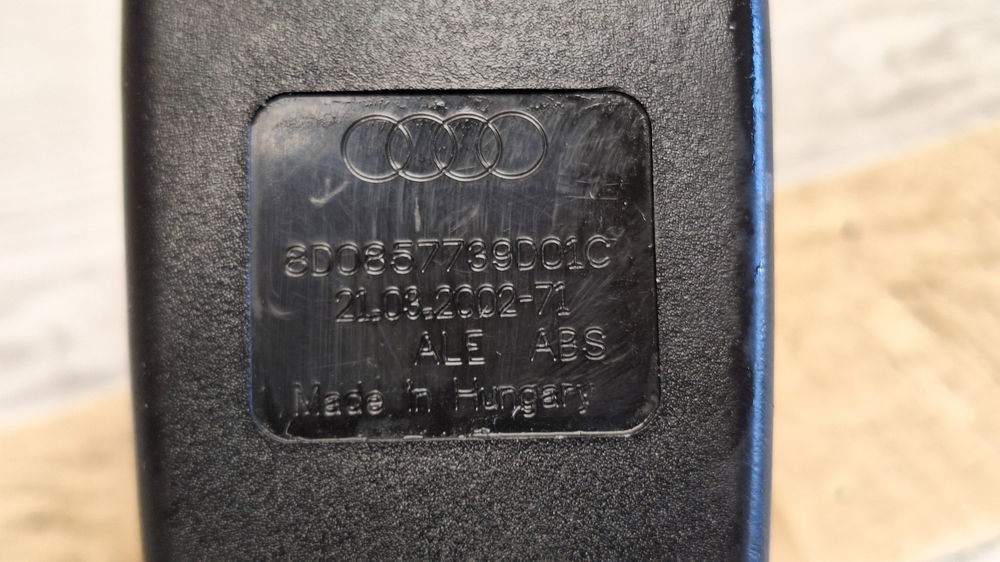 8D0857739D01C
21.03.2002-71
ALE ABS
Made in Hungary